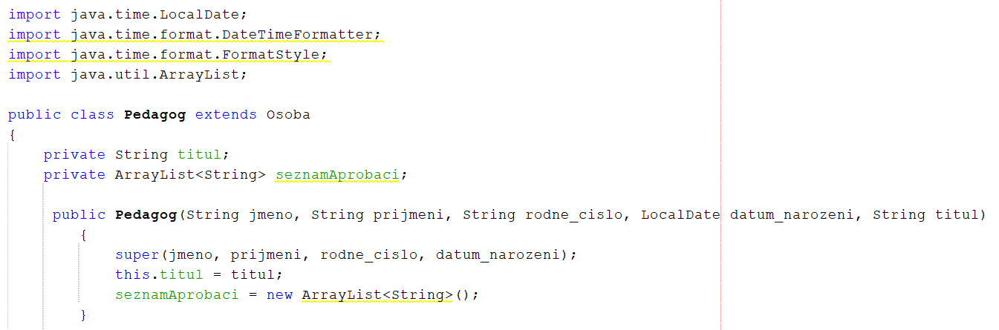 import java.time.LocalDate;
import java.time.format.DateTimeFormatter;
import java.time.format.FormatStyle;
import java.util.ArrayList;
public class Pedagog extends Osoba
{
private String titul;
private ArrayList<String> seznamAprobaci;
public Pedagog(String jmeno, String prijmeni, String rodne_cislo, LocalDate datum_narozeni, String titul)
{
super(jmeno, prijmeni, rodne_cislo, datum_narozeni);
this.titul = titul;
seznamAprobaci = new ArrayList<String>();
}